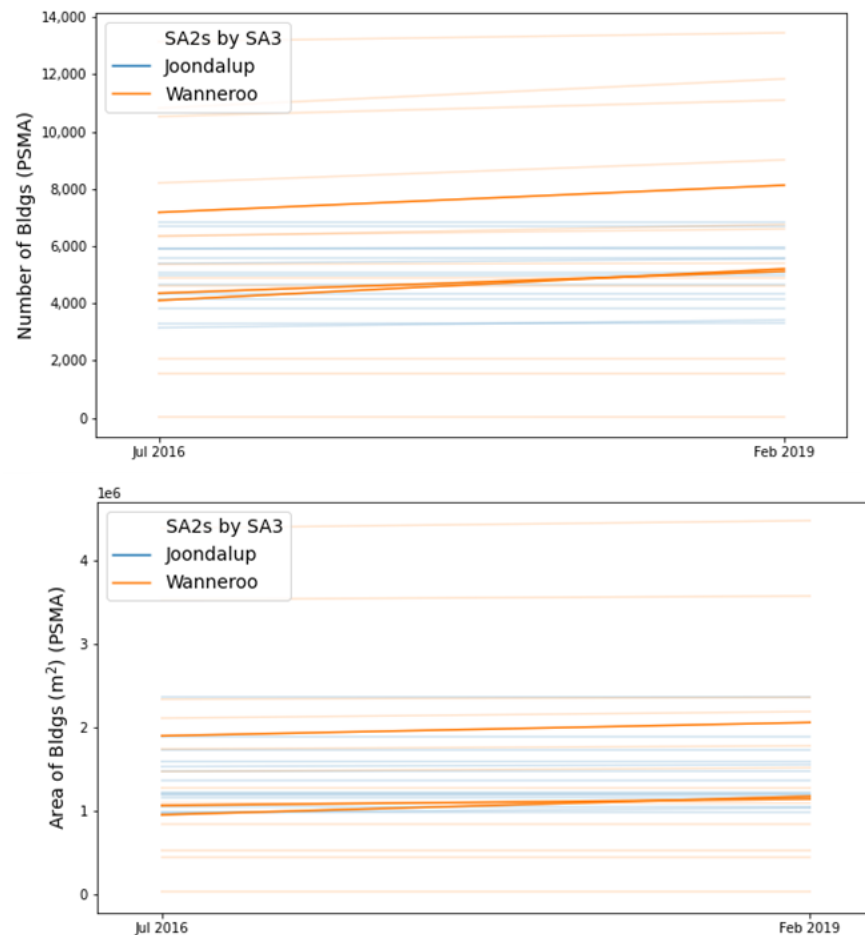 14,000
12,000
10,000
8,000
6,000
4,000
2,000
0
Number of Bldgs (PSMA)
SA2s by SA3
Joondalup
Wanneroo
Jul 2016
Feb 2019
1e6
4
3
2
1
0
Area of Bldgs (m²) (PSMA)
SA2s by SA3
Joondalup
Wanneroo
Jul 2016
Feb 2019